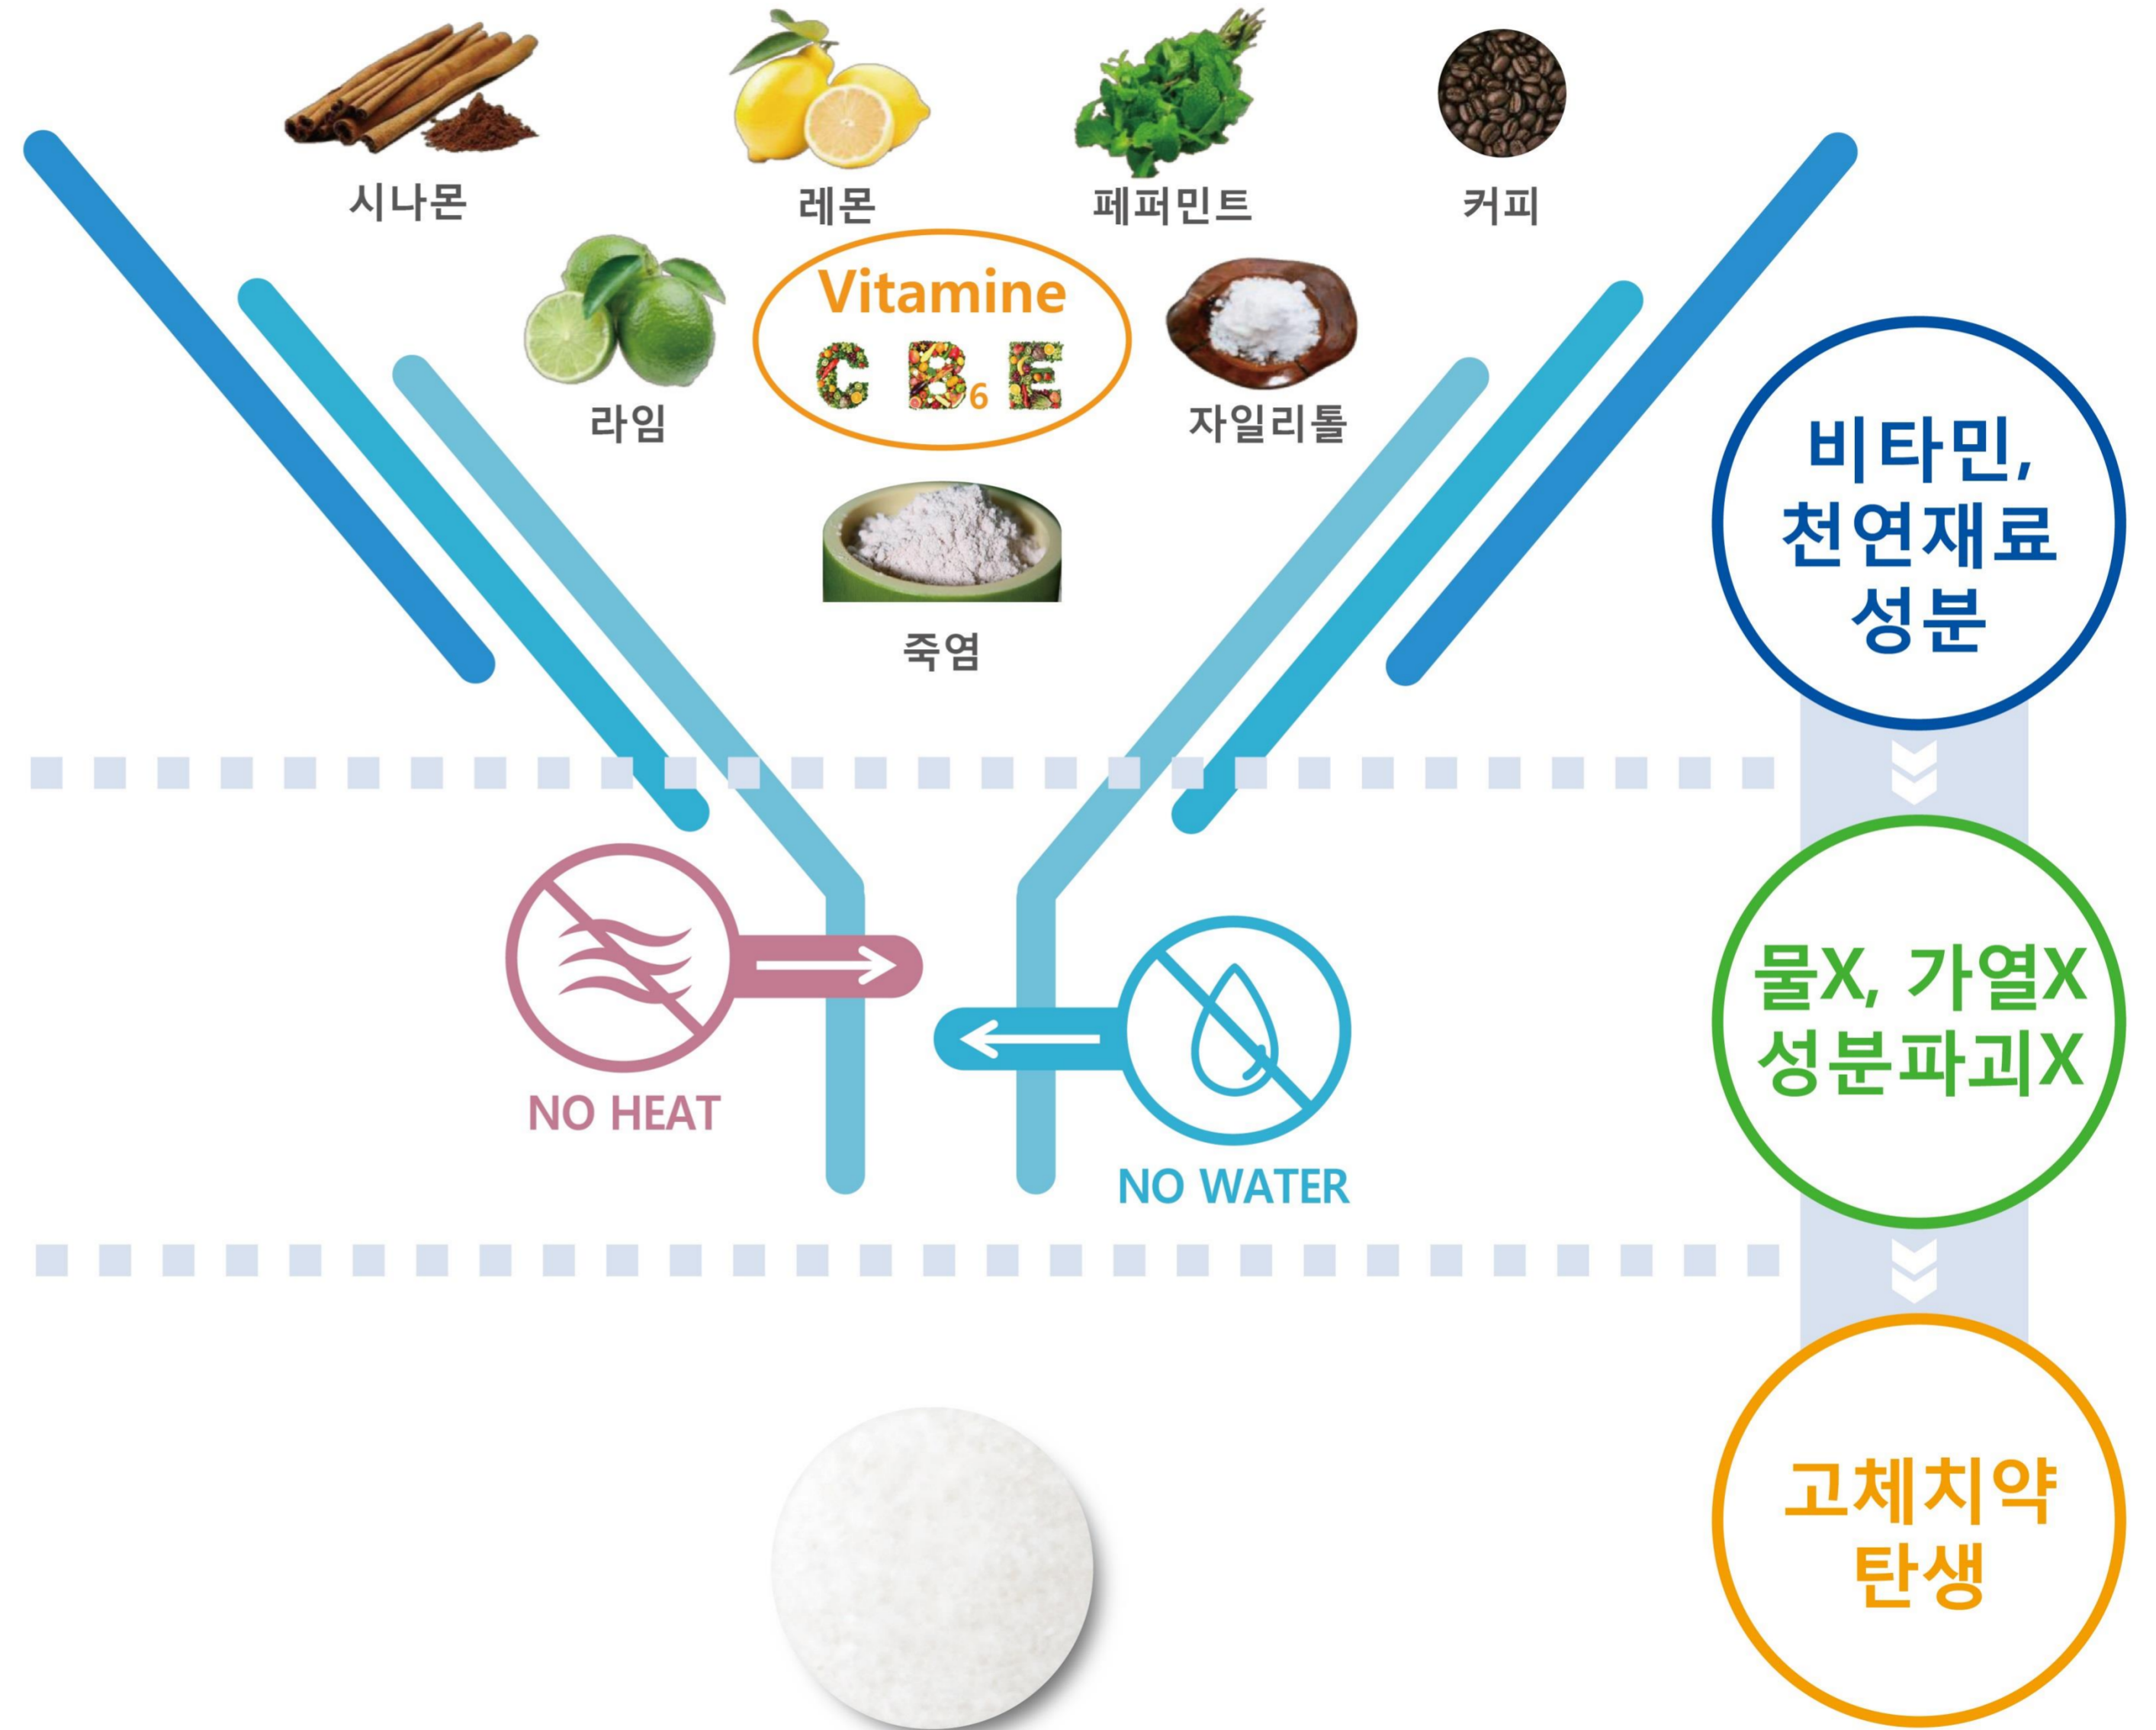 시나몬
레몬
페퍼민트
커피
라임
Vitamine
C B6 E
자일리톨
죽염
비타민,
천연재료
성분
NO HEAT
NO WATER
물X, 가열X
성분파괴X
고체치약
탄생